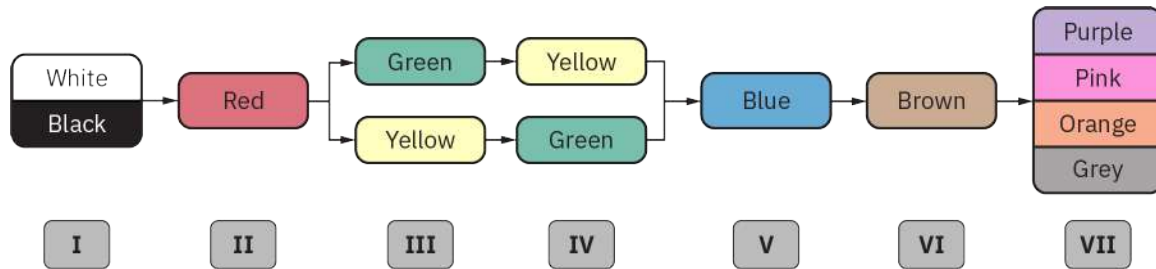 White
Black
Red
Green
Yellow
Yellow
Green
Blue
Brown
Purple
Pink
Orange
Grey
I
II
III
IV
V
VI
VII